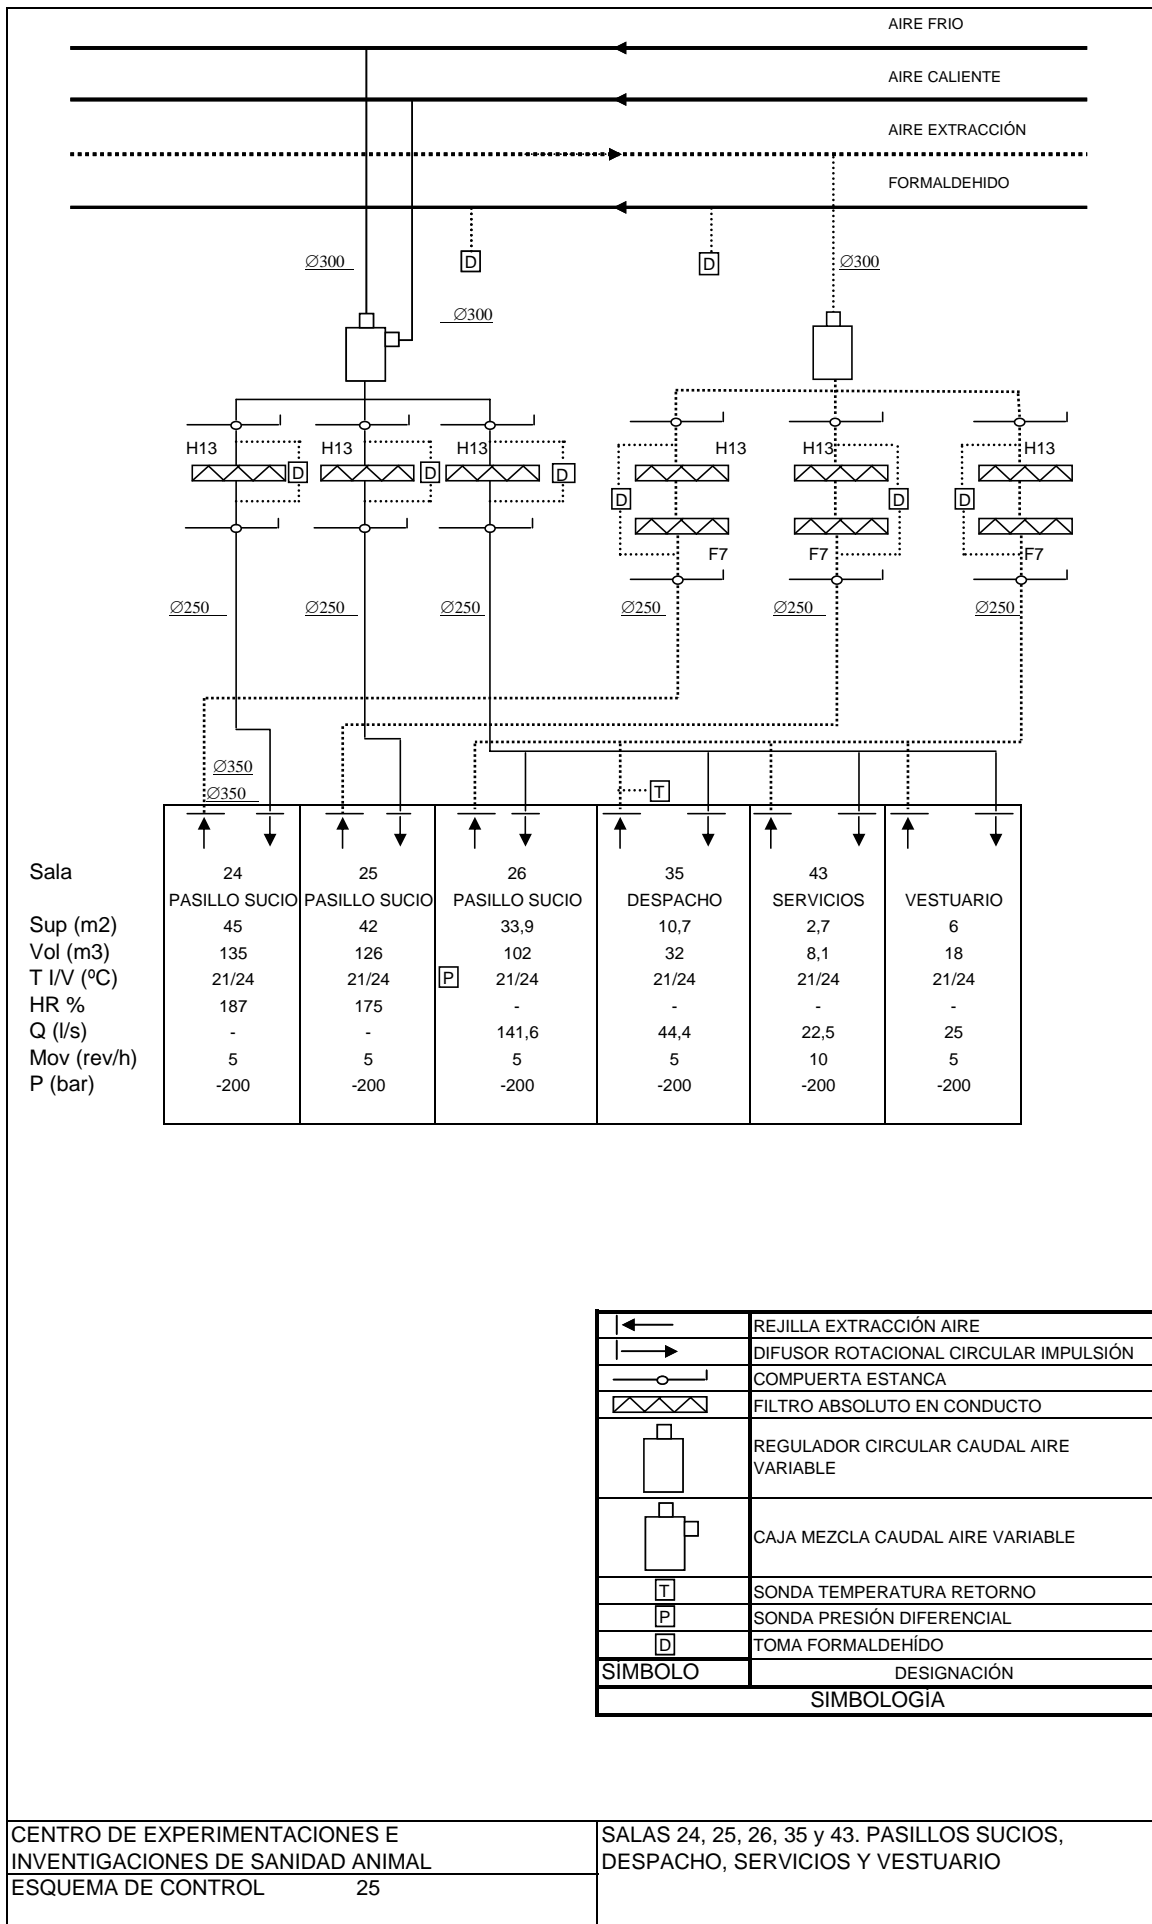 AIRE FRIO
AIRE CALIENTE
AIRE EXTRACCIÓN
FORMALDEHIDO
∅300 D D ∅300
∅300
H13 H13 H13 H13 H13 H13
D D D
D D D
F7 F7 F7
∅250 ∅250 ∅250 ∅250 ∅250 ∅250
∅350
T
∅350
Sala 24 25 26 35 43
PASILLO SUCIO PASILLO SUCIO PASILLO SUCIO DESPACHO SERVICIOS VESTUARIO
Sup (m2) 45 42 33,9 10,7 2,7 6
Vol (m3) 135 126 102 32 8,1 18
T I/V (ºC) 21/24 21/24 P 21/24 21/24 21/24 21/24
HR % 187 175 - - - -
Q (l/s) - - 141,6 44,4 22,5 25
Mov (rev/h) 5 5 5 5 10 5
P (bar) -200 -200 -200 -200 -200 -200
REJILLA EXTRACCIÓN AIRE
DIFUSOR ROTACIONAL CIRCULAR IMPULSIÓN
COMPUERTA ESTANCA
FILTRO ABSOLUTO EN CONDUCTO
REGULADOR CIRCULAR CAUDAL AIRE
VARIABLE
CAJA MEZCLA CAUDAL AIRE VARIABLE
T SONDA TEMPERATURA RETORNO
P SONDA PRESIÓN DIFERENCIAL
D TOMA FORMALDEHÍDO
SÍMBOLO DESIGNACIÓN
SIMBOLOGÍA
CENTRO DE EXPERIMENTACIONES E
INVENTIGACIONES DE SANIDAD ANIMAL
ESQUEMA DE CONTROL 25
SALAS 24, 25, 26, 35 y 43. PASILLOS SUCIOS,
DESPACHO, SERVICIOS Y VESTUARIO